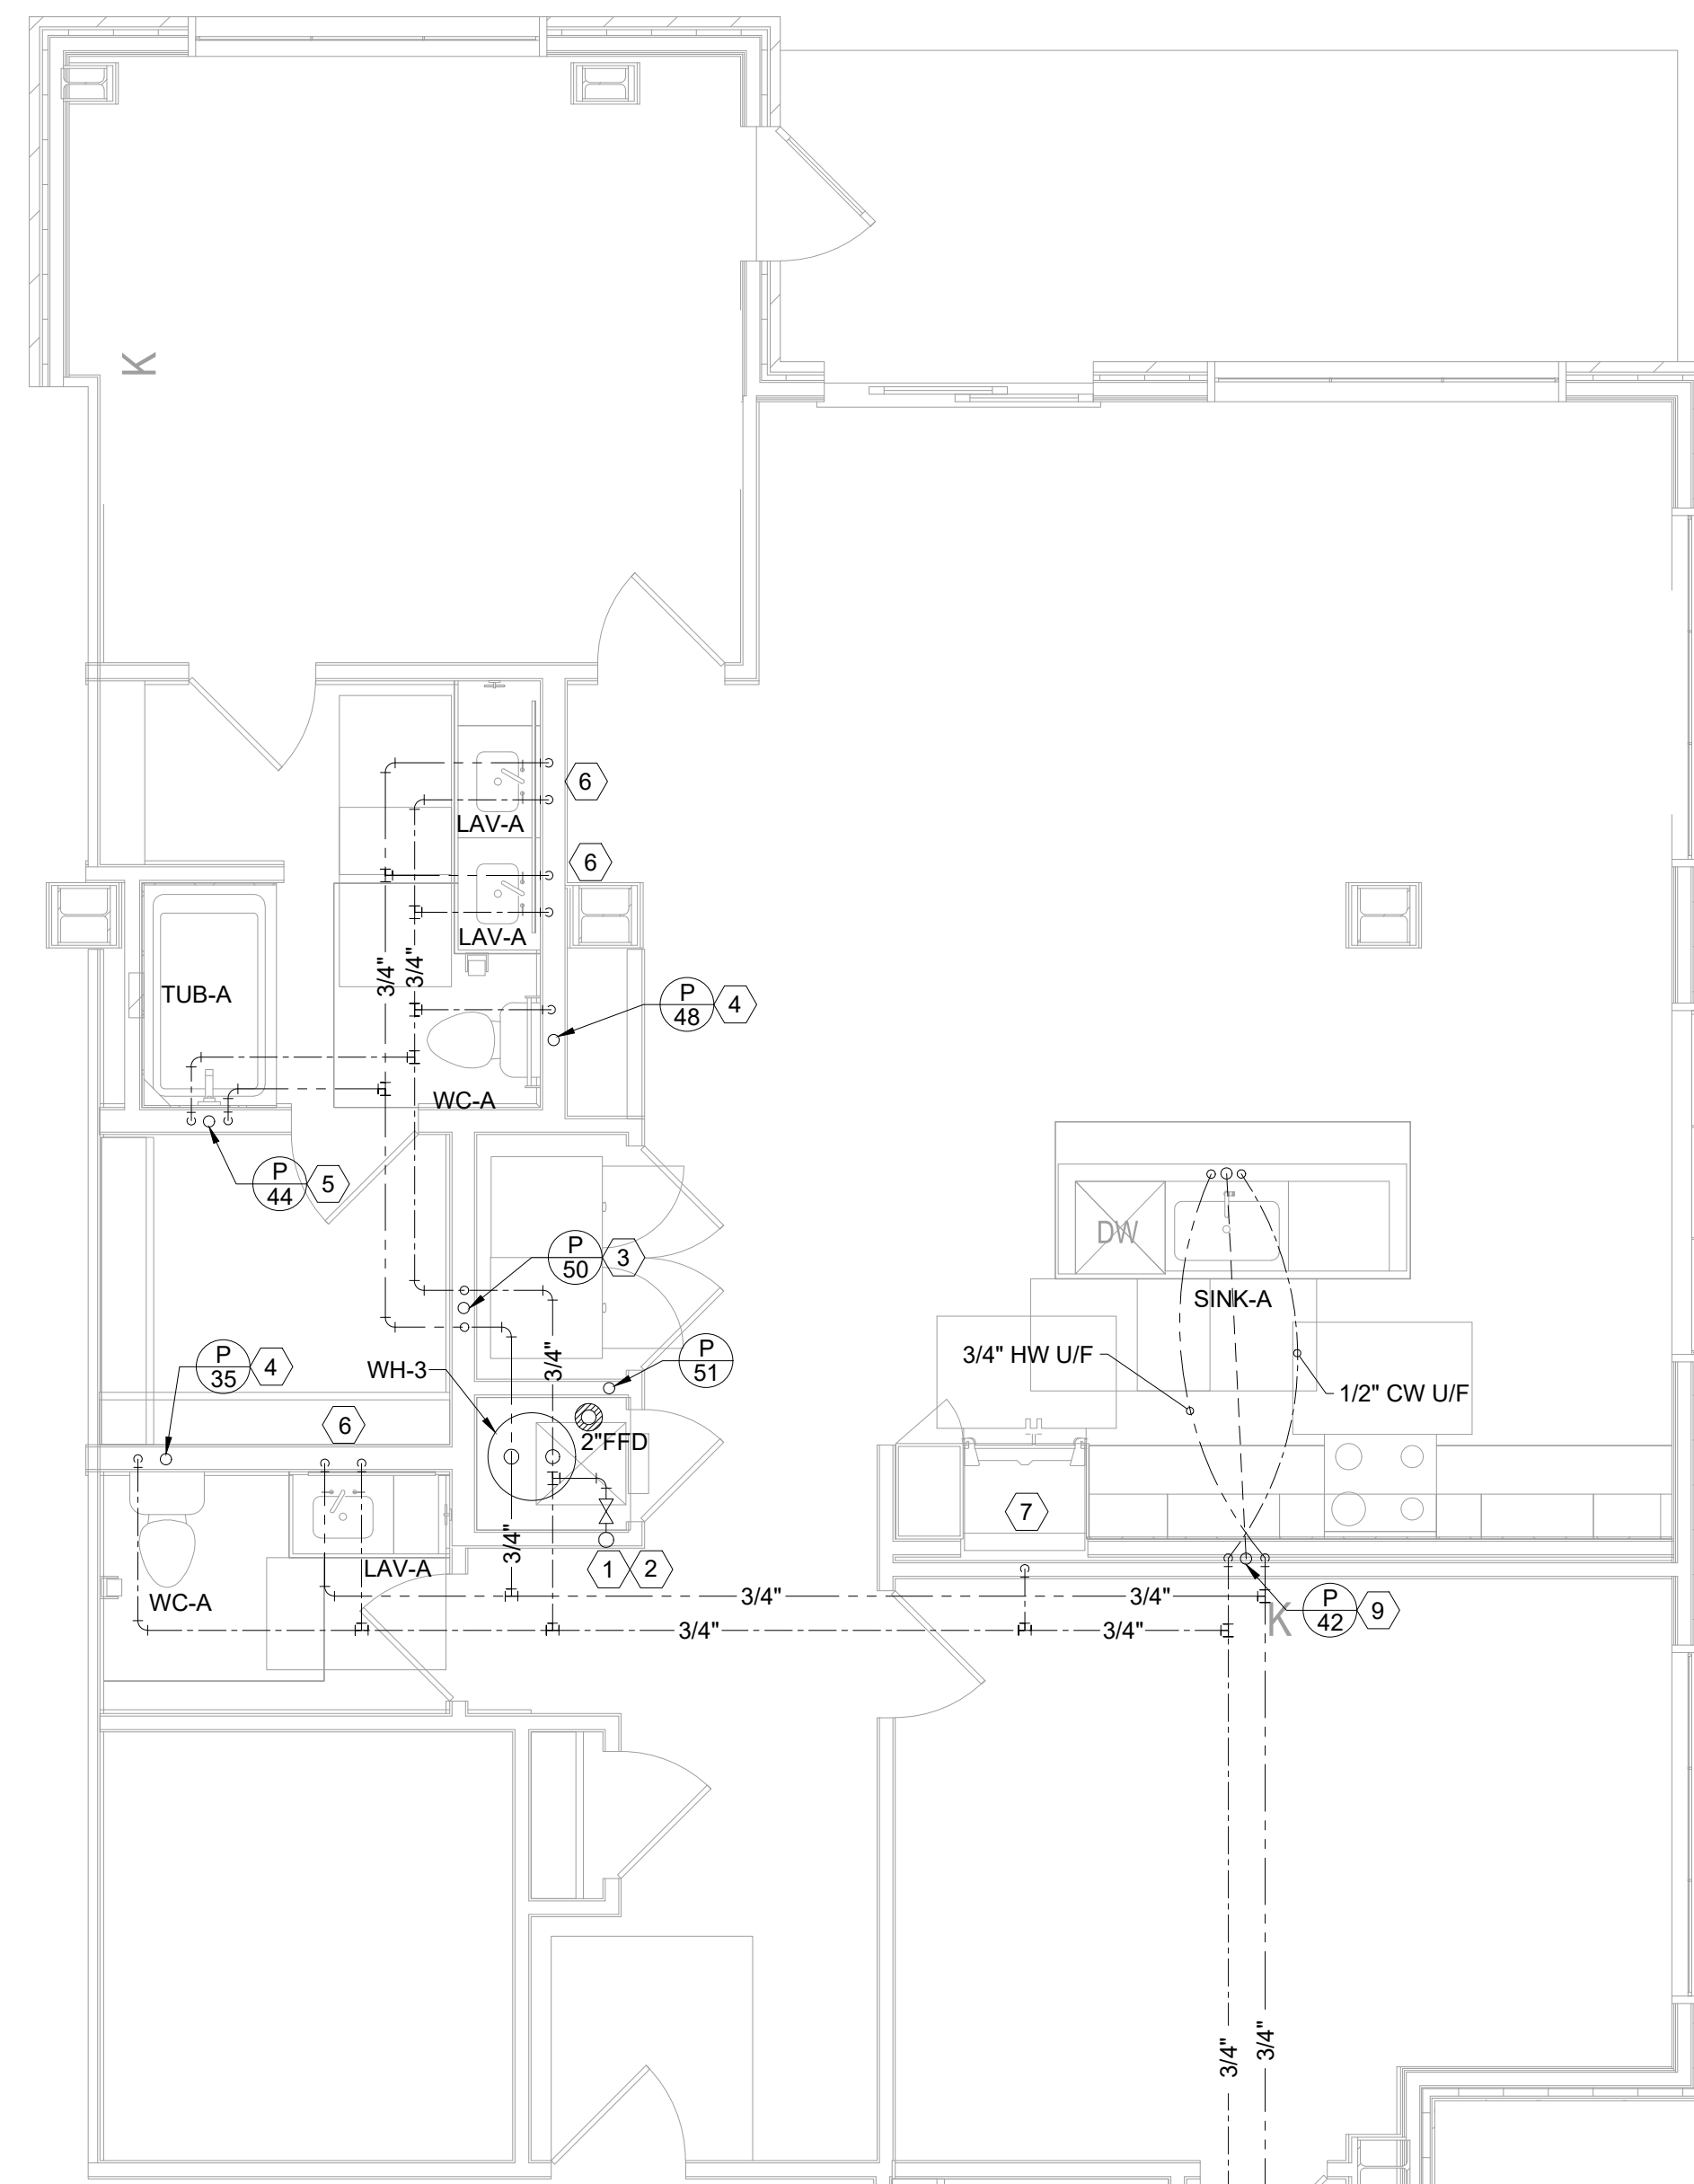 K
6
LAV-A
6
LAV-A
3/4"
3/4"
TUB-A
P
48
4
WC-A
P
44
5
DW
P
50
3
SINK-A
3/4" HW U/F
1/2" CW U/F
P
35
4
WH-3
3/4"
P
51
6
2"FFD
7
3/4"
1
2
LAV-A
WC-A
3/4"
3/4"
K
P
42
9
3/4"
3/4"
3/4"
3/4"